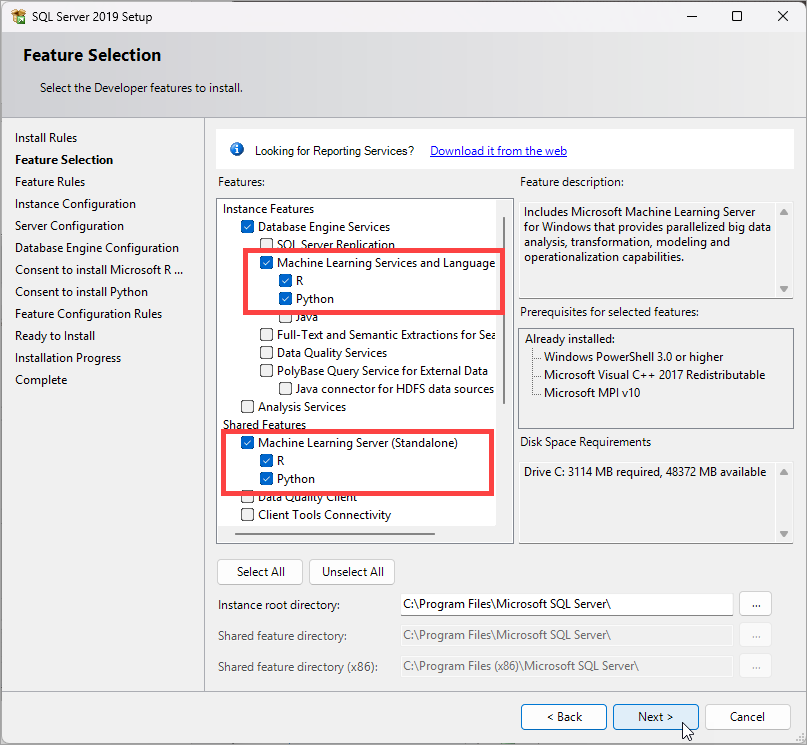 SQL Server 2019 Setup
Feature Selection
Select the Developer features to install.
Install Rules
Feature Selection
Feature Rules
Instance Configuration
Server Configuration
Database Engine Configuration
Consent to install Microsoft R ...
Consent to install Python
Feature Configuration Rules
Ready to Install
Installation Progress
Complete
Looking for Reporting Services? Download it from the web
Features:
Instance Features
Database Engine Services
SQL Server Replication
Machine Learning Services and Language
R
Python
Java
Full-Text and Semantic Extractions for Sea
Data Quality Services
PolyBase Query Service for External Data
Java connector for HDFS data sources
Analysis Services
Shared Features
Machine Learning Server (Standalone)
R
Python
Data Quality Client
Client Tools Connectivity
Feature description:
Includes Microsoft Machine Learning Server
for Windows that provides parallelized big data
analysis, transformation, modeling and
operationalization capabilities.
Prerequisites for selected features:
Already installed:
Windows PowerShell 3.0 or higher
Microsoft Visual C++ 2017 Redistributable
Microsoft MPI v10
Disk Space Requirements
Drive C: 3114 MB required, 48372 MB available
Select All
Unselect All
Instance root directory: C:\Program Files\Microsoft SQL Server\ ...
Shared feature directory: C:\Program Files\Microsoft SQL Server\ ...
Shared feature directory (x86): C:\Program Files (x86)\Microsoft SQL Server\ ...
< Back
Next >
Cancel